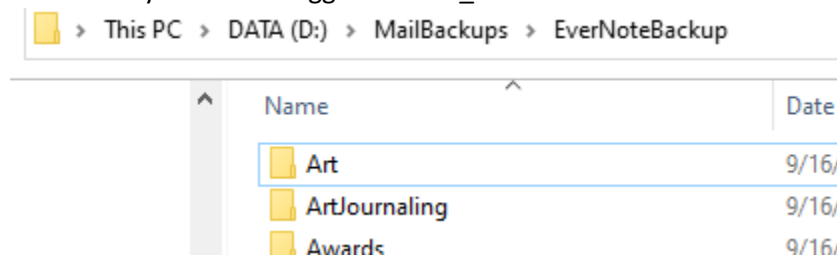 This PC > DATA (D:) > MailBackups > EverNoteBackup
Name Date
Art 9/16/
ArtJournaling 9/16/
Awards 9/16/